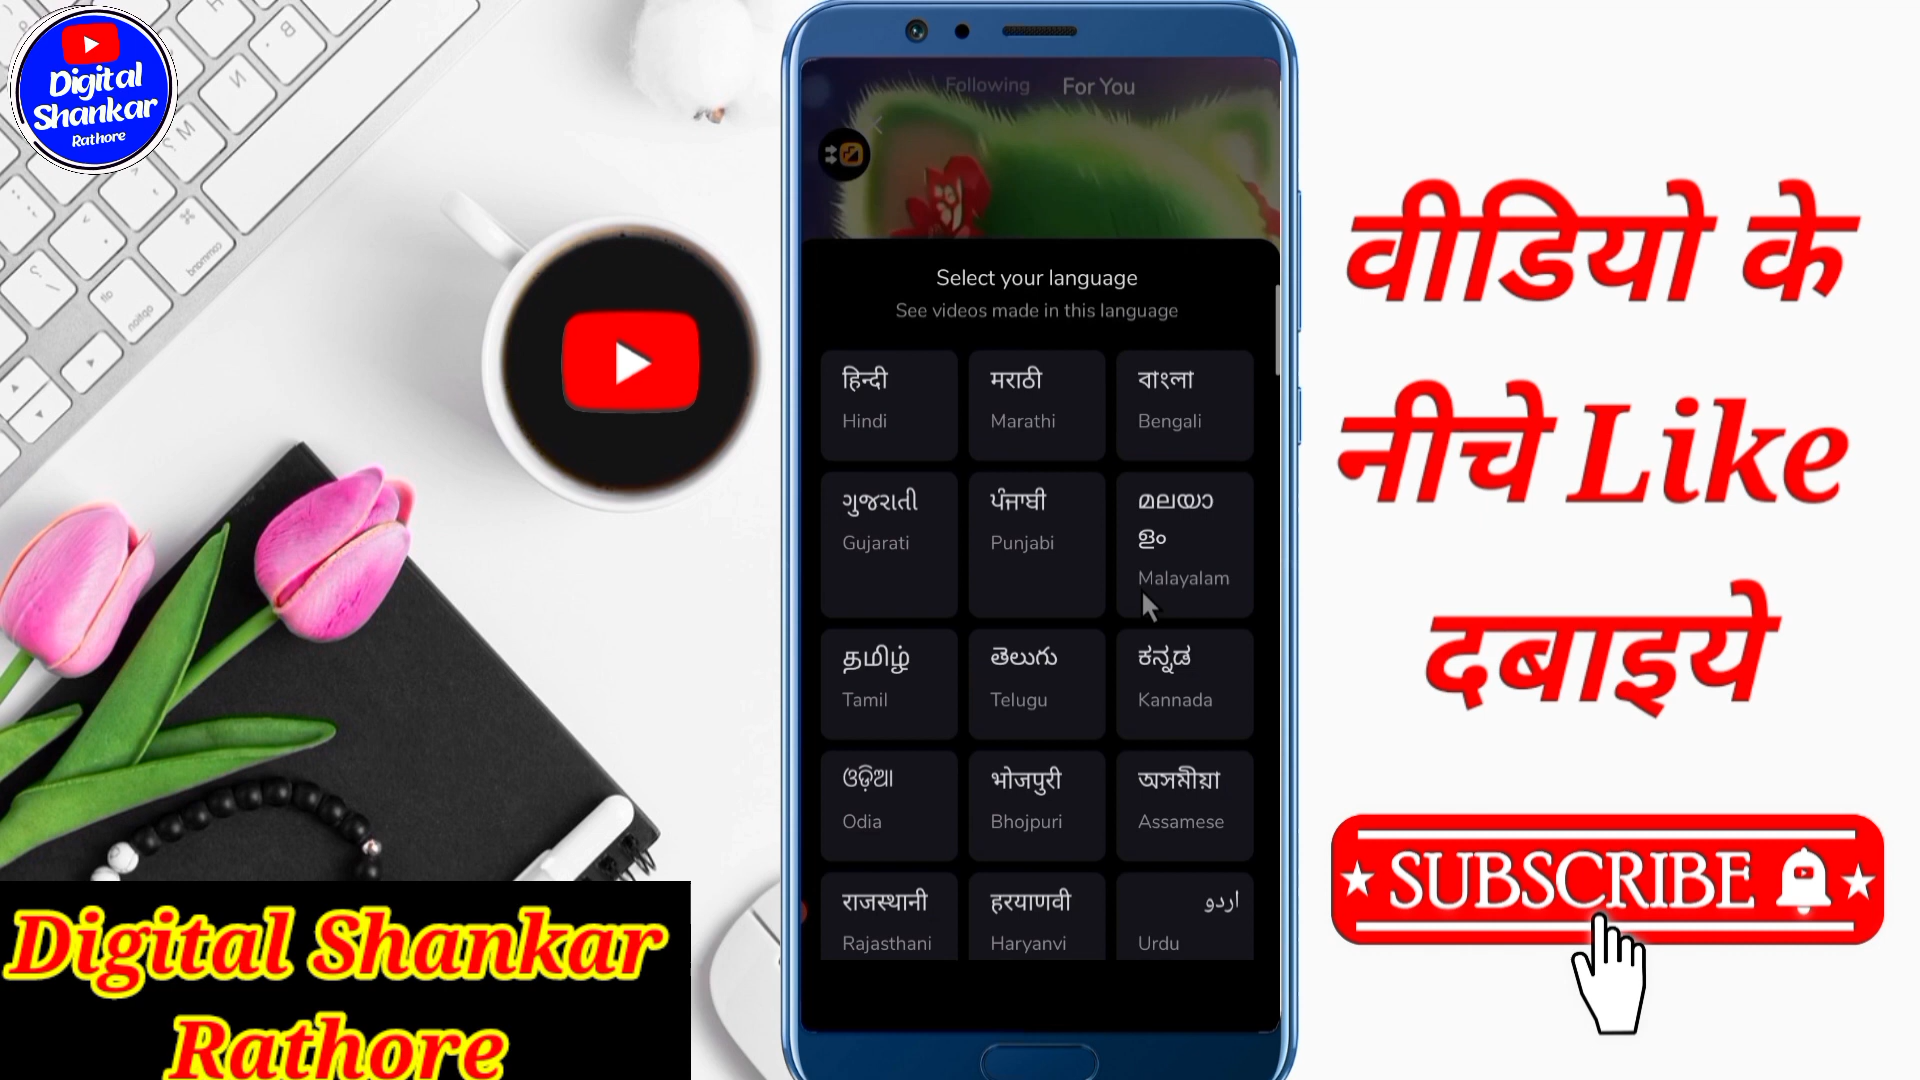 Digital
Shankar
Rathore
command
option
Following For You
Select your language
See videos made in this language
हिन्दी
Hindi
मराठी
Marathi
বাংলা
Bengali
ગુજરાતી
Gujarati
ਪੰਜਾਬੀ
Punjabi
മലയാ
ളം
Malayalam
தமிழ்
Tamil
తెలుగు
Telugu
ಕನ್ನಡ
Kannada
ଓଡ଼ିଆ
Odia
भोजपुरी
Bhojpuri
অসমীয়া
Assamese
राजस्थानी
Rajasthani
हरयाणवी
Haryanvi
اردو
Urdu
वीडियो के
नीचे Like
दबाइये
SUBSCRIBE
Digital Shankar
Rathore